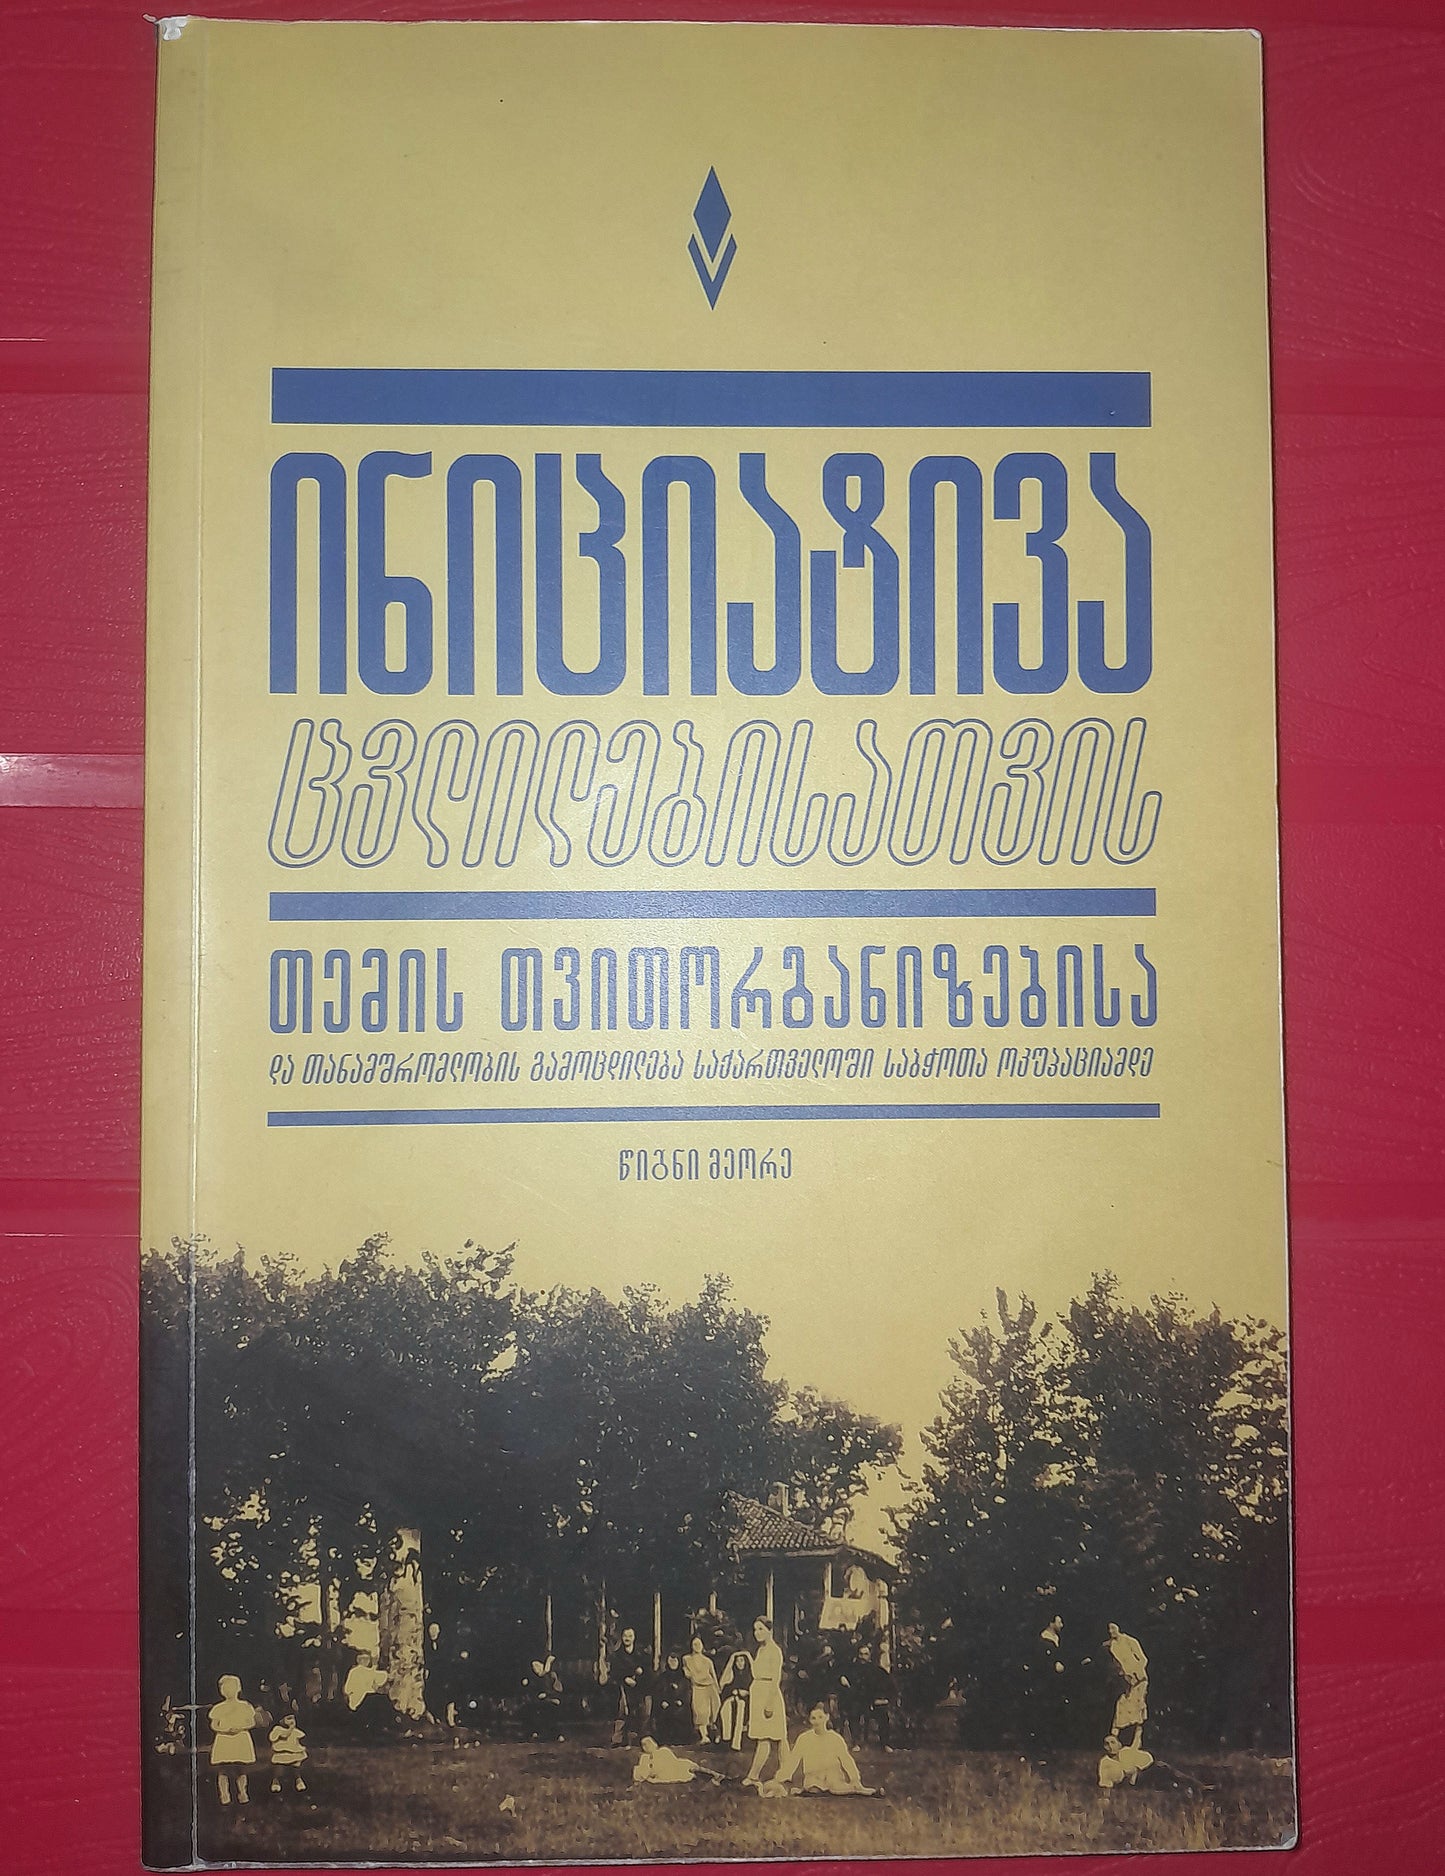 ინიციატივა
ცვლილებისათვის
თემის თვითორგანიზებისა
და თანამშრომლობის გამოცდილება საქართველოში საბჭოთა ოკუპაციამდე
წიგნი მეორე